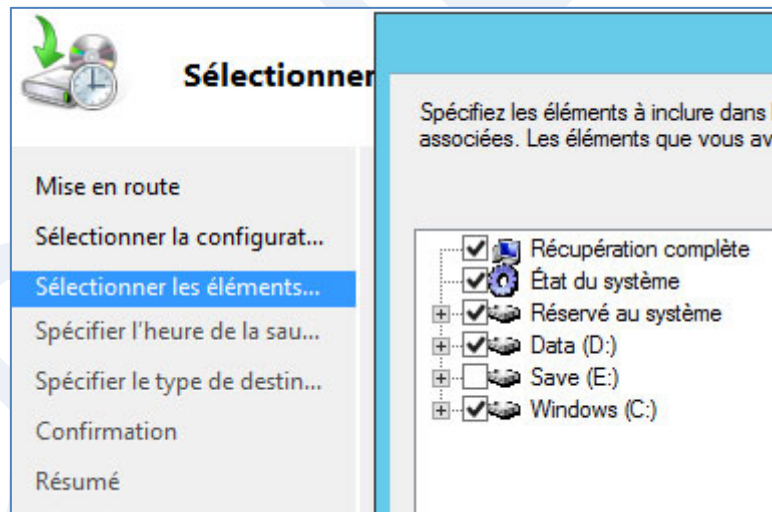 Sélectionner
Spécifiez les éléments à inclure dans
associées. Les éléments que vous av
Mise en route
Sélectionner la configurat...
Sélectionner les éléments...
Spécifier l'heure de la sau...
Spécifier le type de destin...
Confirmation
Résumé
Récupération complète
État du système
Réservé au système
Data (D:)
Save (E:)
Windows (C:)